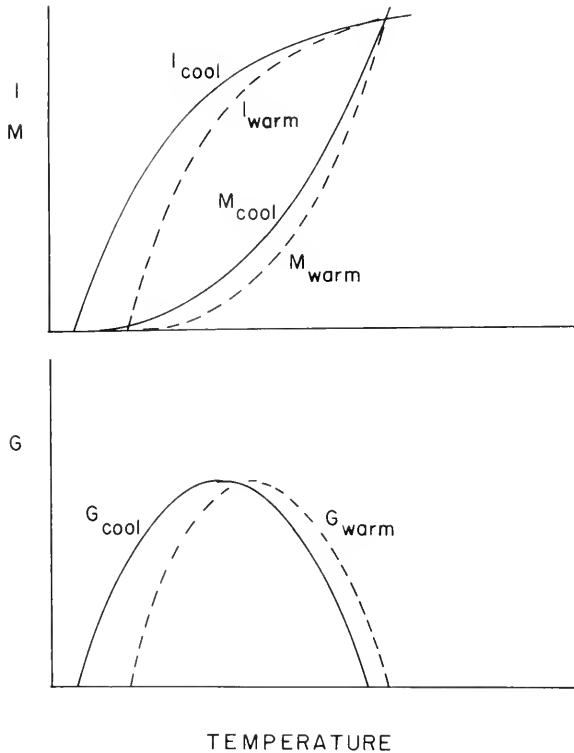 I
M
I cool
I warm
M cool
M warm
G
G cool
G warm
TEMPERATURE